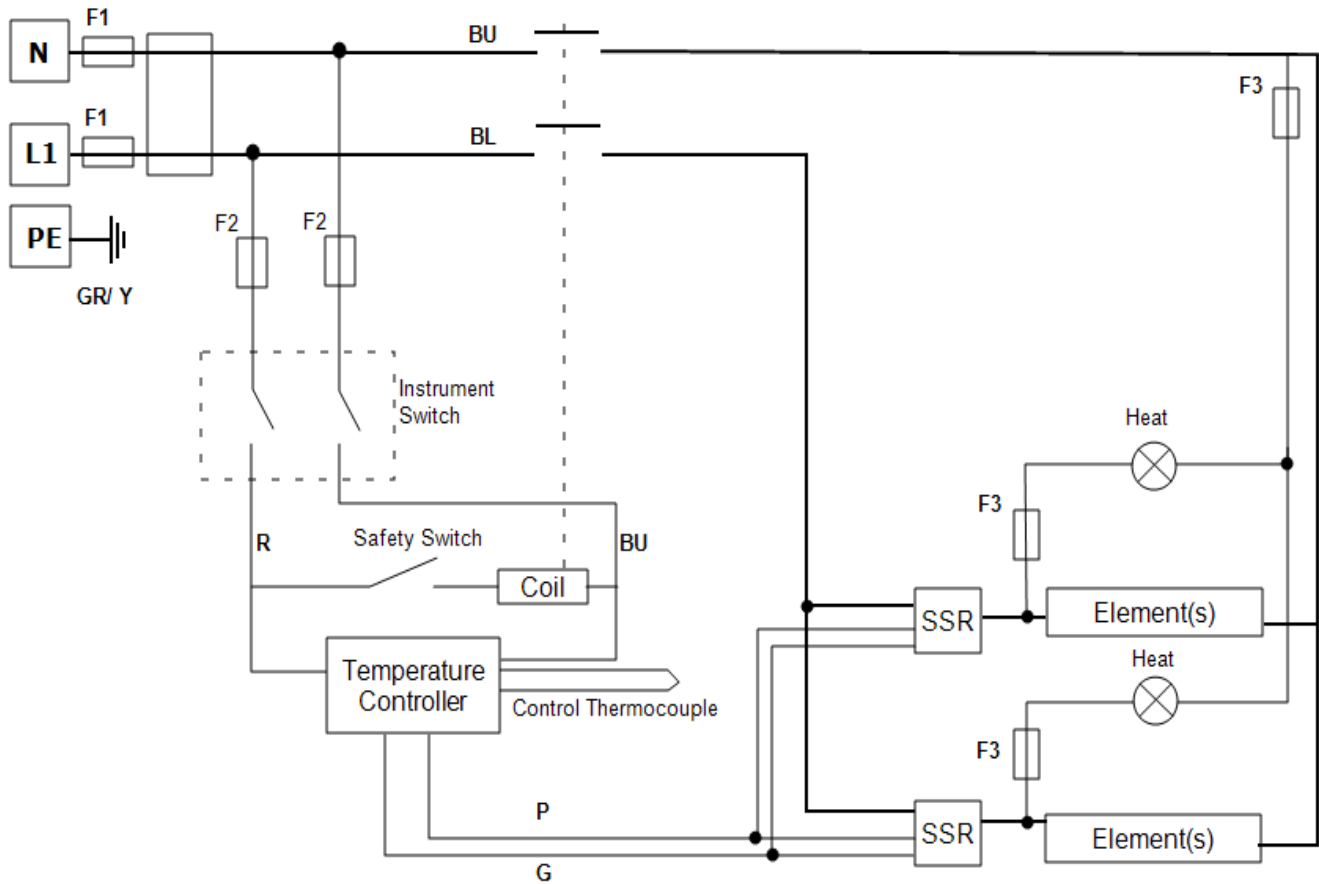 F1
N
BU
F3
F1
L1
BL
F2
F2
PE
GR/ Y
Instrument
Switch
Heat
F3
R
Safety Switch
BU
Coil
SSR
Element(s)
Heat
Temperature
Controller
Control Thermocouple
F3
P
SSR
Element(s)
G